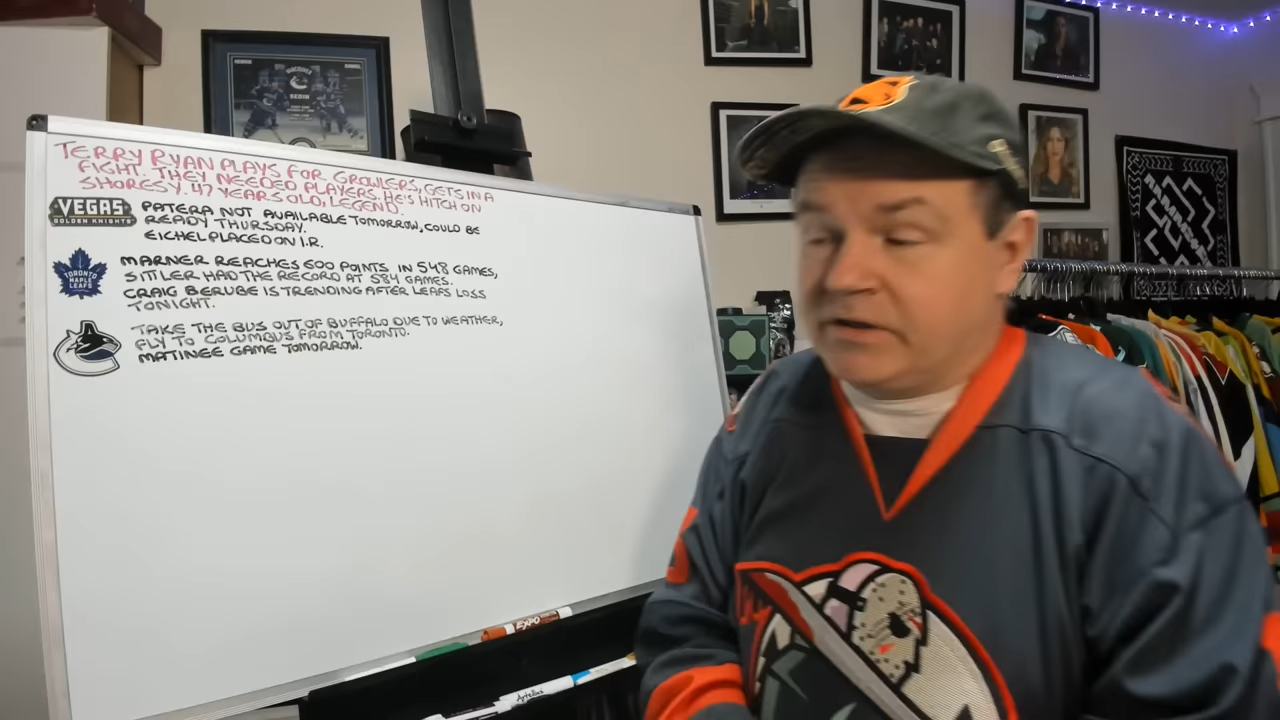 TERRY RYAN PLAYS FOR GROWLERS, GETS IN A
FIGHT. THEY NEEDED PLAYERS. HE'S HITCH ON
SHORESY. 47 YEARS OLD, LEGEND.
VEGAS
GOLDEN KNIGHTS
PATERA NOT AVAILABLE TOMORROW, COULD BE
READY THURSDAY.
EICHEL PLACED ON I.R.
TORONTO
MAPLE
LEAFS
MARNER REACHES 600 POINTS IN 548 GAMES,
SITTLER HAD THE RECORD AT 584 GAMES.
CRAIG BERUBE IS TRENDING AFTER LEAFS LOSS
TONIGHT.
TAKE THE BUS OUT OF BUFFALO DUE TO WEATHER,
FLY TO COLUMBUS FROM TORONTO.
MATINEE GAME TOMORROW.
VANCOUVER
SEDIN
EXPO
Artellius